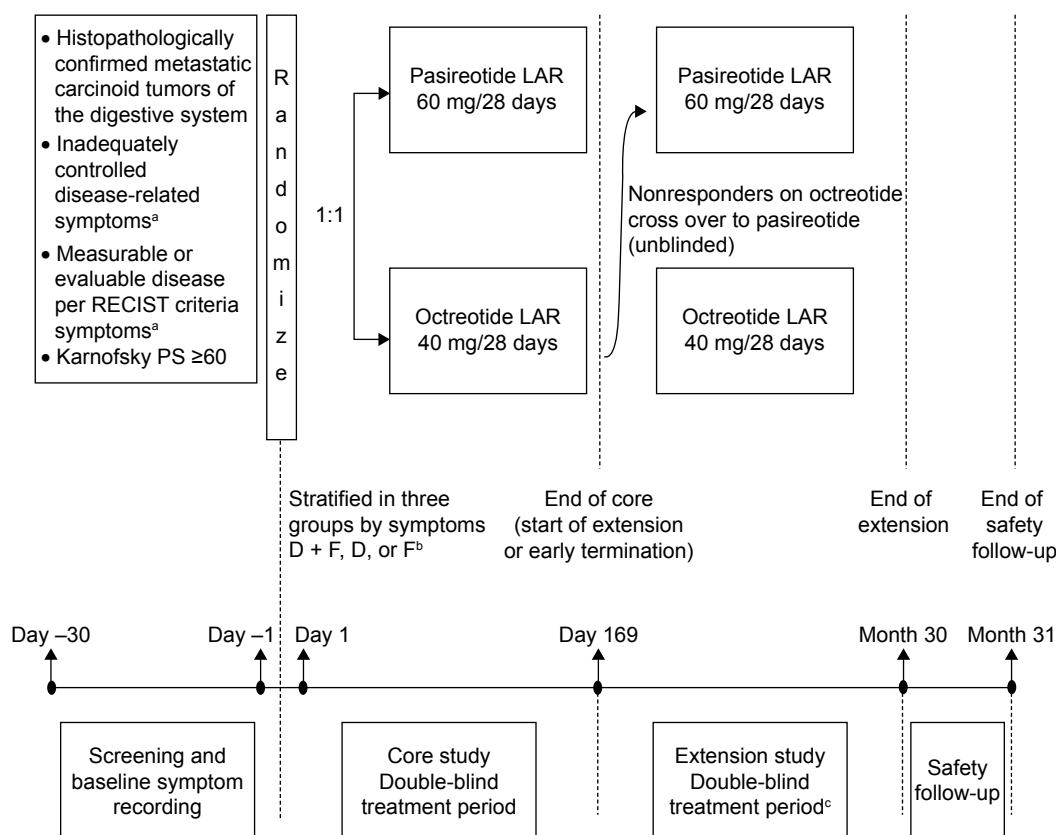 • Histopathologically
confirmed metastatic
carcinoid tumors of
the digestive system
• Inadequately
controlled
disease-related
symptomsᵃ
• Measurable or
evaluable disease
per RECIST criteria
symptomsᵃ
• Karnofsky PS ≥60
R
a
n
d
o
m
i
z
e
1:1
Pasireotide LAR
60 mg/28 days
Octreotide LAR
40 mg/28 days
Pasireotide LAR
60 mg/28 days
Nonresponders on octreotide
cross over to pasireotide
(unblinded)
Octreotide LAR
40 mg/28 days
Stratified in three
groups by symptoms
D + F, D, or Fᵇ
End of core
(start of extension
or early termination)
End of
extension
End of
safety
follow-up
Day –30
Day –1
Day 1
Day 169
Month 30
Month 31
Screening and
baseline symptom
recording
Core study
Double-blind
treatment period
Extension study
Double-blind
treatment periodᶜ
Safety
follow-up